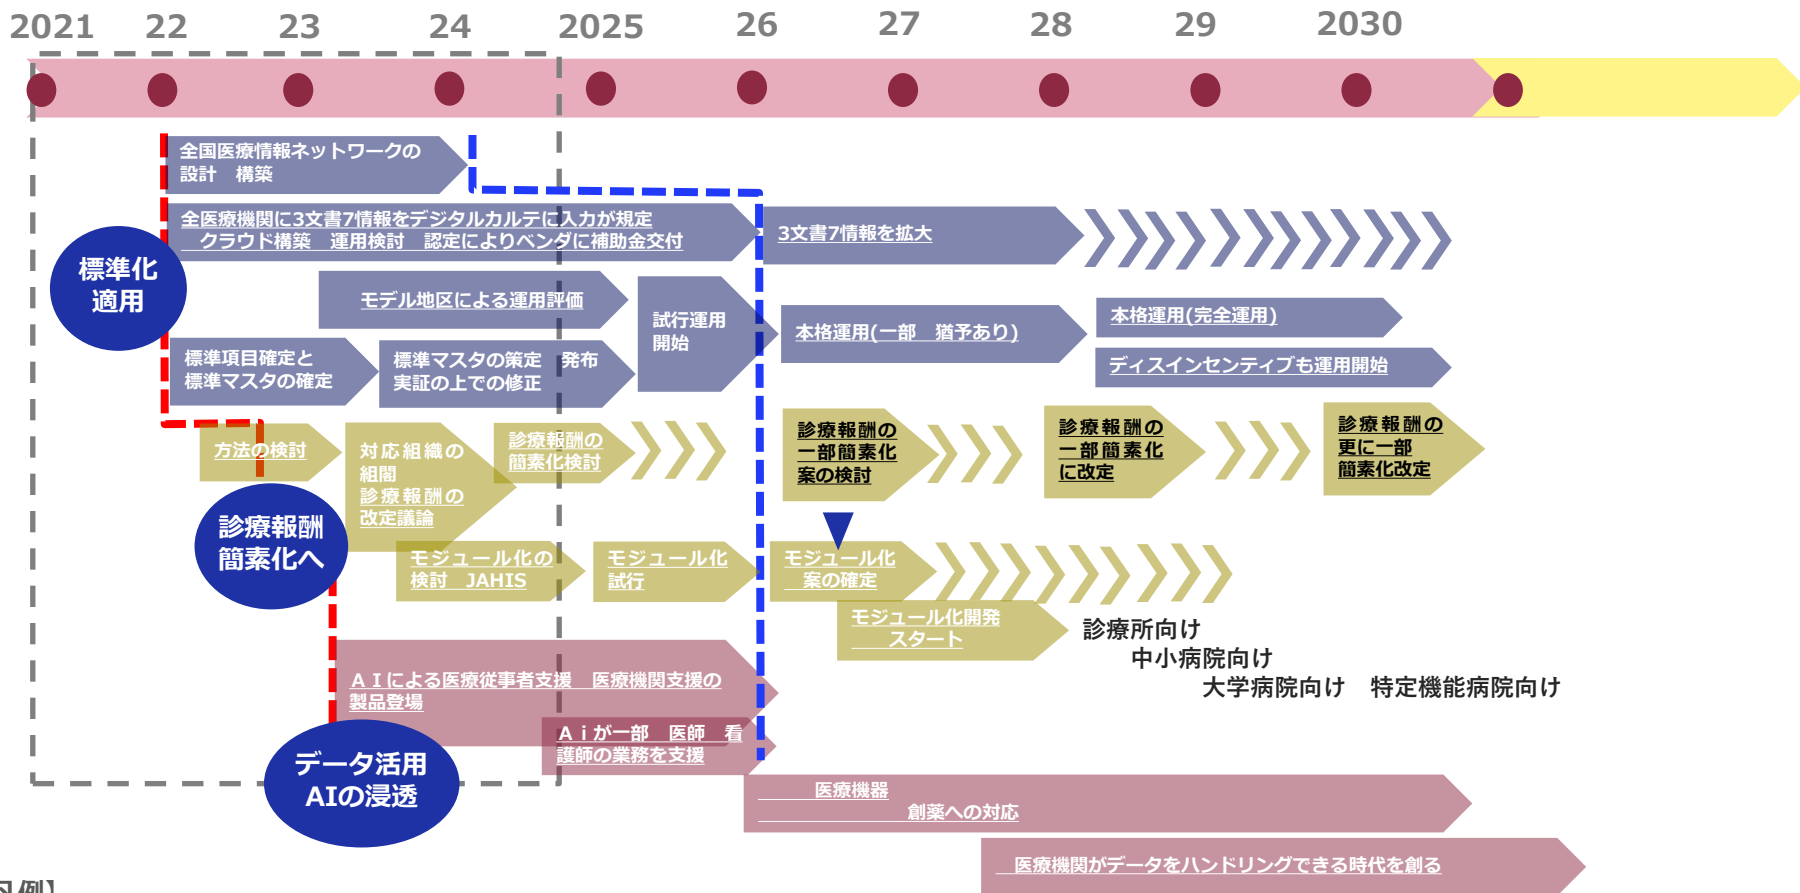 2021 22 23 24 2025 26 27 28 29 2030
全国医療情報ネットワークの
設計　構築
全医療機関に3文書7情報をデジタルカルテに入力が規定
クラウド構築　運用検討　認定によりベンダに補助金交付
3文書7情報を拡大
標準化
適用
モデル地区による運用評価
試行運用
開始
本格運用(一部　猶予あり)
本格運用(完全運用)
ディスインセンティブも運用開始
標準項目確定と
標準マスタの確定
標準マスタの策定　発布
実証の上での修正
方法の検討
対応組織の
組閣
診療報酬の
改定議論
診療報酬の
簡素化検討
診療報酬の
一部簡素化
案の検討
診療報酬の
一部簡素化
に改定
診療報酬の
更に一部
簡素化改定
診療報酬
簡素化へ
モジュール化の
検討　JAHIS
モジュール化
試行
モジュール化
案の確定
モジュール化開発
スタート
診療所向け
中小病院向け
大学病院向け　特定機能病院向け
ＡＩによる医療従事者支援　医療機関支援の
製品登場
Ａｉが一部　医師　看
護師の業務を支援
データ活用
AIの浸透
医療機器
創薬への対応
医療機関がデータをハンドリングできる時代を創る